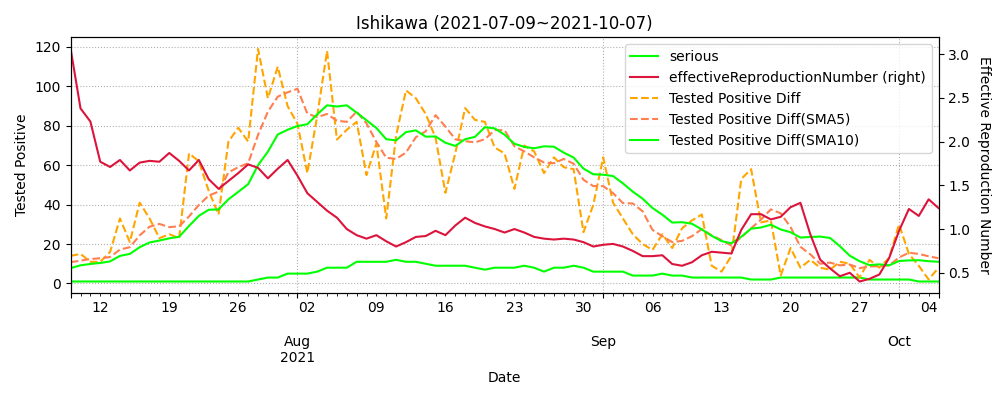 Ishikawa (2021-07-09~2021-10-07)
serious
effectiveReproductionNumber (right)
Tested Positive Diff
Tested Positive Diff(SMA5)
Tested Positive Diff(SMA10)
Tested Positive
120
100
80
60
40
20
0
3.0
2.5
2.0
1.5
1.0
0.5
Effective Reproduction Number
12 19 26 02 09 16 23 30 06 13 20 27 04
Aug Sep Oct
2021
Date